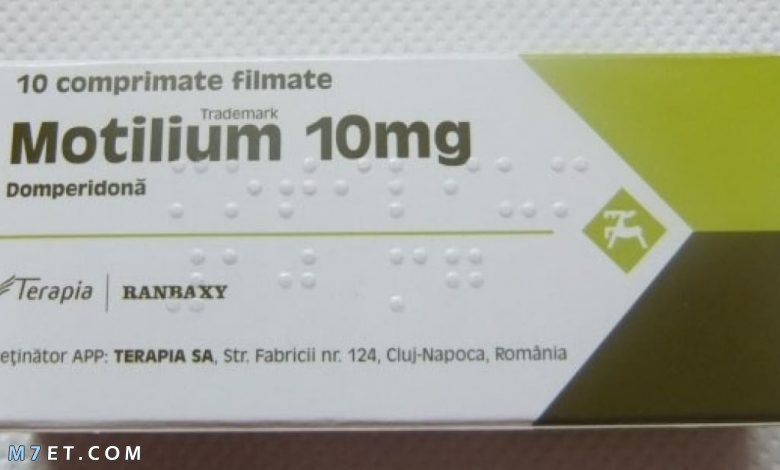 10 comprimate filmate
Trademark
Motilium 10mg
Domperidonă
Terapia RANBAXY
APP: TERAPIA SA, Str. Fabricii nr. 124, Cluj-Napoca, România
M7ET.COM